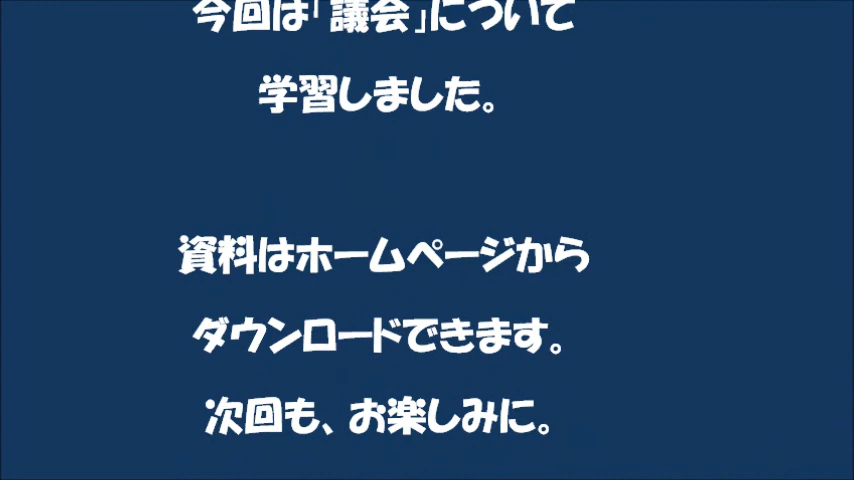 今回は「議会」について
学習しました。
資料はホームページから
ダウンロードできます。
次回も、お楽しみに。